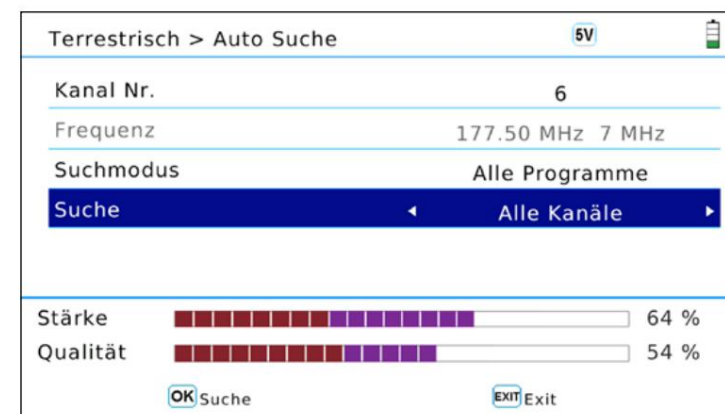 Terrestrisch > Auto Suche 5V
Kanal Nr. 6
Frequenz 177.50 MHz 7 MHz
Suchmodus Alle Programme
Suche Alle Kanäle
Stärke 64 %
Qualität 54 %
OK Suche EXIT Exit